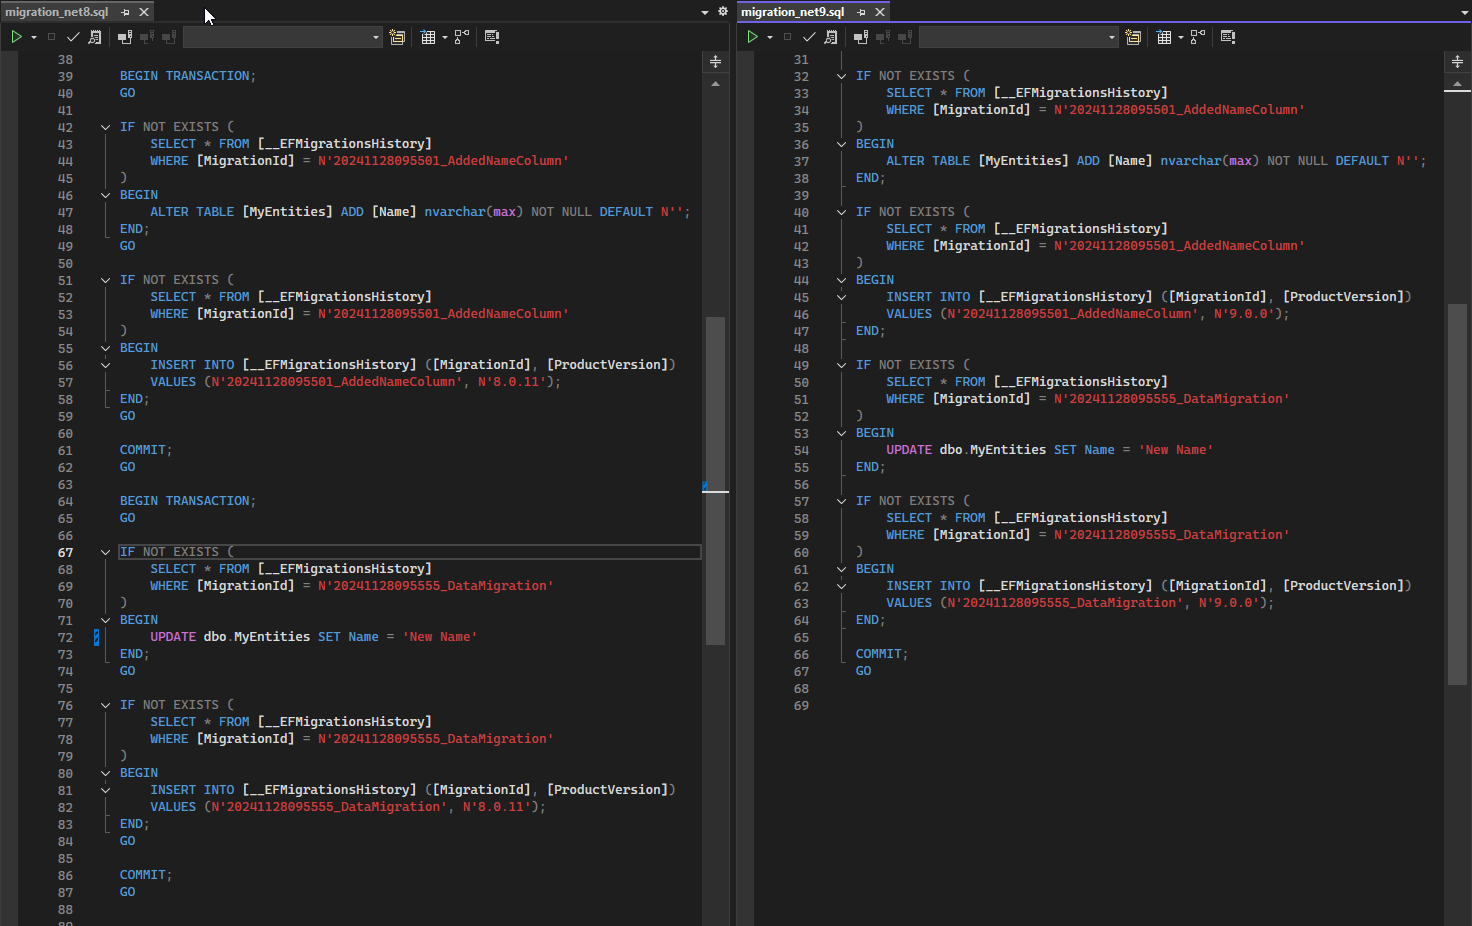 migration_net8.sql
38
39 BEGIN TRANSACTION;
40 GO
41
42 IF NOT EXISTS (
43 SELECT * FROM [__EFMigrationsHistory]
44 WHERE [MigrationId] = N'20241128095501_AddedNameColumn'
45 )
46 BEGIN
47 ALTER TABLE [MyEntities] ADD [Name] nvarchar(max) NOT NULL DEFAULT N'';
48 END;
49 GO
50
51 IF NOT EXISTS (
52 SELECT * FROM [__EFMigrationsHistory]
53 WHERE [MigrationId] = N'20241128095501_AddedNameColumn'
54 )
55 BEGIN
56 INSERT INTO [__EFMigrationsHistory] ([MigrationId], [ProductVersion])
57 VALUES (N'20241128095501_AddedNameColumn', N'8.0.11');
58 END;
59 GO
60
61 COMMIT;
62 GO
63
64 BEGIN TRANSACTION;
65 GO
66
67 IF NOT EXISTS (
68 SELECT * FROM [__EFMigrationsHistory]
69 WHERE [MigrationId] = N'20241128095555_DataMigration'
70 )
71 BEGIN
72 UPDATE dbo.MyEntities SET Name = 'New Name'
73 END;
74 GO
75
76 IF NOT EXISTS (
77 SELECT * FROM [__EFMigrationsHistory]
78 WHERE [MigrationId] = N'20241128095555_DataMigration'
79 )
80 BEGIN
81 INSERT INTO [__EFMigrationsHistory] ([MigrationId], [ProductVersion])
82 VALUES (N'20241128095555_DataMigration', N'8.0.11');
83 END;
84 GO
85
86 COMMIT;
87 GO
88
89
migration_net9.sql
31
32 IF NOT EXISTS (
33 SELECT * FROM [__EFMigrationsHistory]
34 WHERE [MigrationId] = N'20241128095501_AddedNameColumn'
35 )
36 BEGIN
37 ALTER TABLE [MyEntities] ADD [Name] nvarchar(max) NOT NULL DEFAULT N'';
38 END;
39
40 IF NOT EXISTS (
41 SELECT * FROM [__EFMigrationsHistory]
42 WHERE [MigrationId] = N'20241128095501_AddedNameColumn'
43 )
44 BEGIN
45 INSERT INTO [__EFMigrationsHistory] ([MigrationId], [ProductVersion])
46 VALUES (N'20241128095501_AddedNameColumn', N'9.0.0');
47 END;
48
49 IF NOT EXISTS (
50 SELECT * FROM [__EFMigrationsHistory]
51 WHERE [MigrationId] = N'20241128095555_DataMigration'
52 )
53 BEGIN
54 UPDATE dbo.MyEntities SET Name = 'New Name'
55 END;
56
57 IF NOT EXISTS (
58 SELECT * FROM [__EFMigrationsHistory]
59 WHERE [MigrationId] = N'20241128095555_DataMigration'
60 )
61 BEGIN
62 INSERT INTO [__EFMigrationsHistory] ([MigrationId], [ProductVersion])
63 VALUES (N'20241128095555_DataMigration', N'9.0.0');
64 END;
65
66 COMMIT;
67 GO
68
69